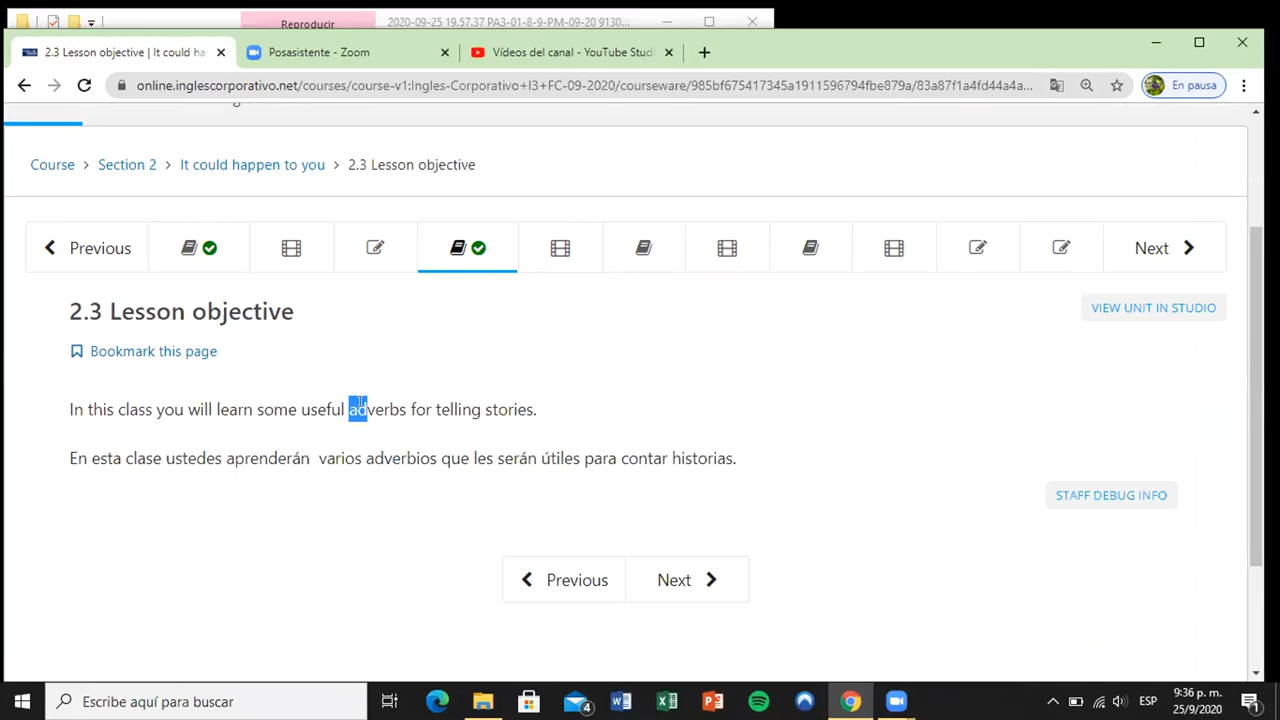 Reproducir
2020-09-25 19.57.37 PA3-01-8-9-PM-09-20 9130...
2.3 Lesson objective | It could ha
Posasistente - Zoom
Vídeos del canal - YouTube Stud
online.inglescorporativo.net/courses/course-v1:Ingles-Corporativo+I3+FC-09-2020/courseware/985bf675417345a1911596794fbe879a/83a87f1a4fd44a4a...
En pausa
Course > Section 2 > It could happen to you > 2.3 Lesson objective
Previous
Next
2.3 Lesson objective
VIEW UNIT IN STUDIO
Bookmark this page
In this class you will learn some useful adverbs for telling stories.
En esta clase ustedes aprenderán varios adverbios que les serán útiles para contar historias.
STAFF DEBUG INFO
Previous
Next
Escribe aquí para buscar
4
ESP
9:36 p. m.
25/9/2020
1